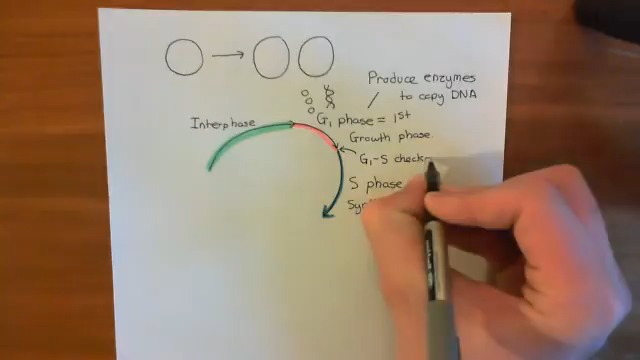 Produce enzymes
to copy DNA
Interphase
G₁ phase = 1st
Growth phase
G₁-S check
S phase